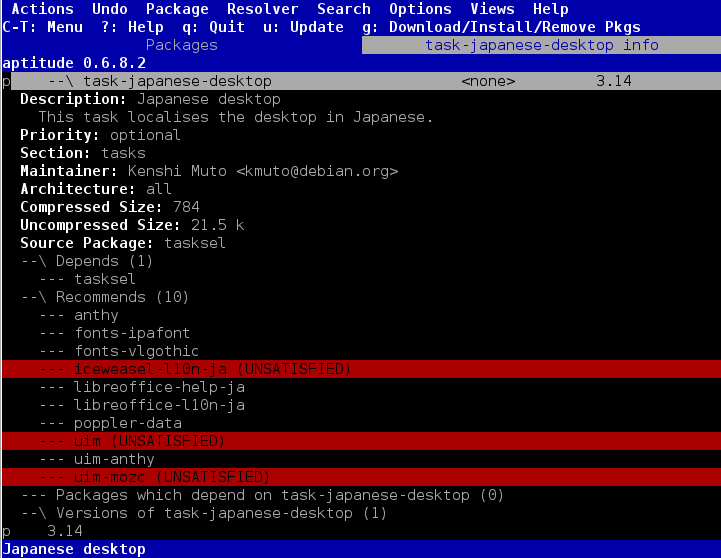 Actions Undo Package Resolver Search Options Views Help
C-T: Menu ?: Help q: Quit u: Update g: Download/Install/Remove Pkgs
Packages task-japanese-desktop info
aptitude 0.6.8.2
p --\ task-japanese-desktop <none> 3.14
Description: Japanese desktop
This task localises the desktop in Japanese.
Priority: optional
Section: tasks
Maintainer: Kenshi Muto <kmuto@debian.org>
Architecture: all
Compressed Size: 784
Uncompressed Size: 21.5 k
Source Package: tasksel
--\ Depends (1)
--- tasksel
--\ Recommends (10)
--- anthy
--- fonts-ipafont
--- fonts-vlgothic
--- iceweasel-l10n-ja (UNSATISFIED)
--- libreoffice-help-ja
--- libreoffice-l10n-ja
--- poppler-data
--- uim (UNSATISFIED)
--- uim-anthy
--- uim-mozc (UNSATISFIED)
--- Packages which depend on task-japanese-desktop (0)
--\ Versions of task-japanese-desktop (1)
p 3.14
Japanese desktop